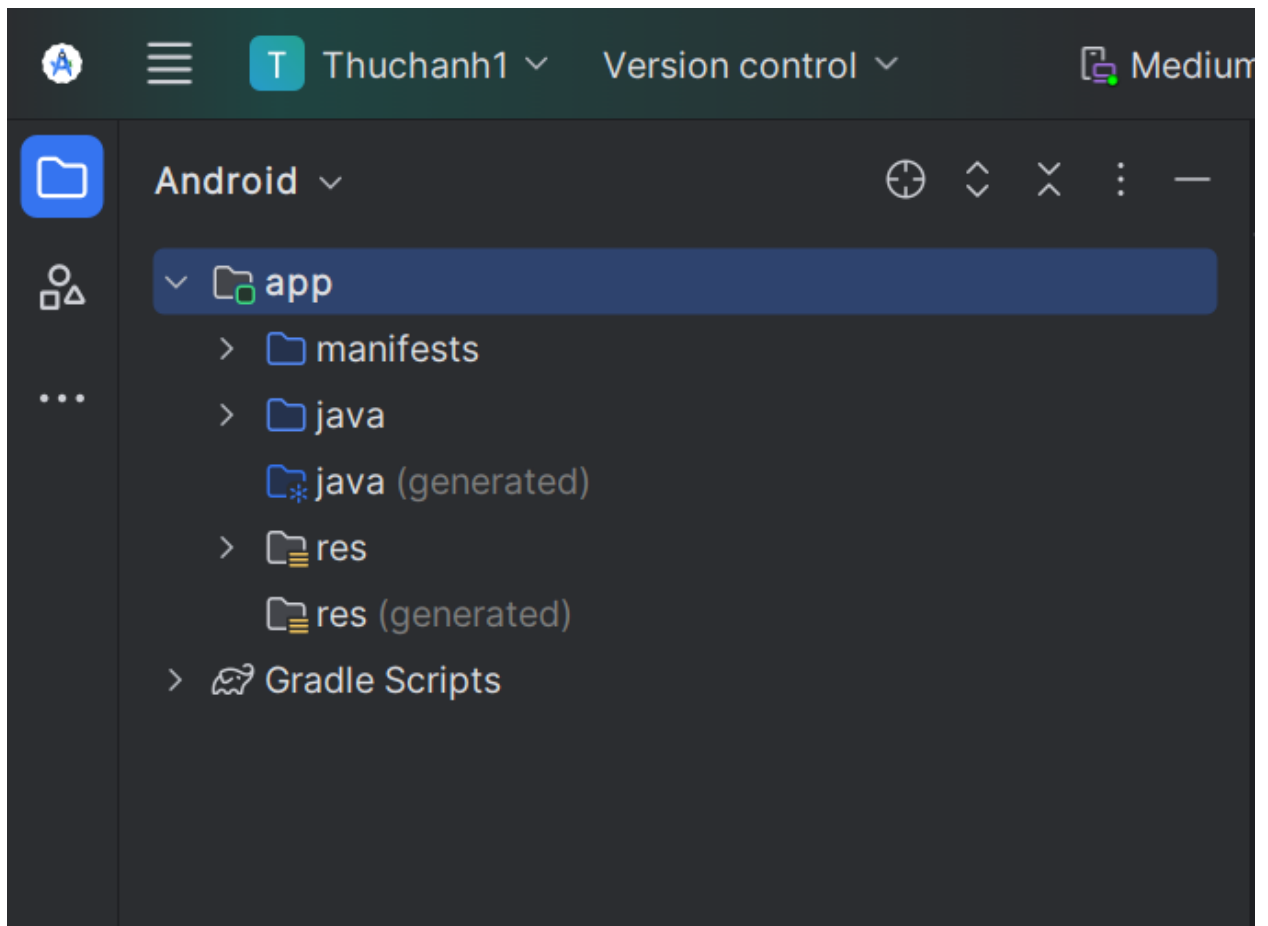 T Thuchanh1 Version control Medium
Android
app
manifests
java
java (generated)
res
res (generated)
Gradle Scripts